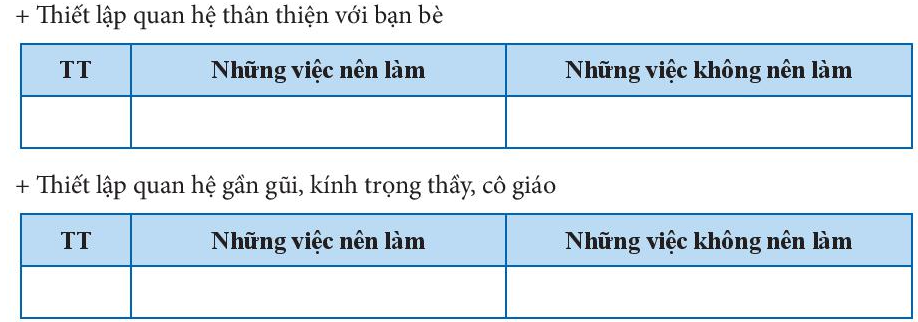 + Thiết lập quan hệ thân thiện với bạn bè
TT Những việc nên làm Những việc không nên làm
+ Thiết lập quan hệ gần gũi, kính trọng thầy, cô giáo
TT Những việc nên làm Những việc không nên làm